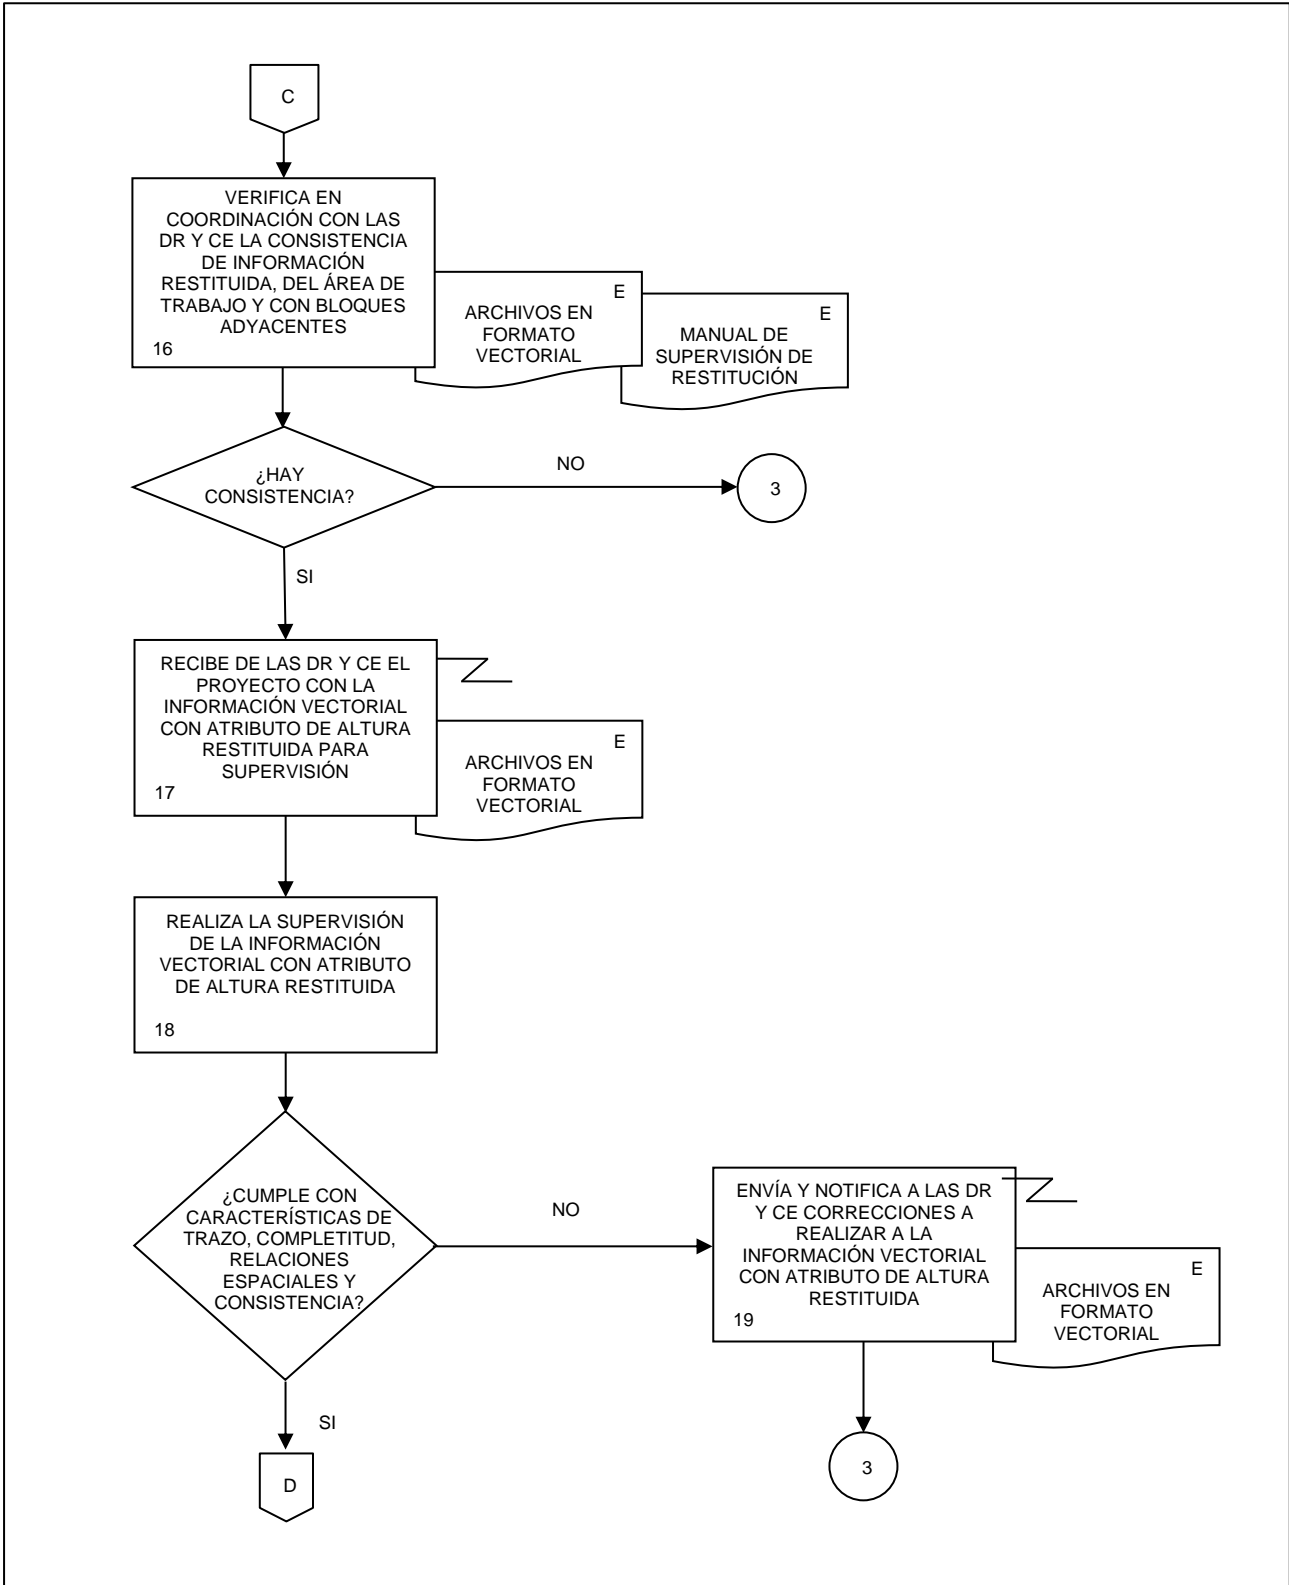 C
VERIFICA EN
COORDINACIÓN CON LAS
DR Y CE LA CONSISTENCIA
DE INFORMACIÓN
RESTITUIDA, DEL ÁREA DE
TRABAJO Y CON BLOQUES
ADYACENTES
16
E
ARCHIVOS EN
FORMATO
VECTORIAL
E
MANUAL DE
SUPERVISIÓN DE
RESTITUCIÓN
¿HAY
CONSISTENCIA?
NO
3
SI
RECIBE DE LAS DR Y CE EL
PROYECTO CON LA
INFORMACIÓN VECTORIAL
CON ATRIBUTO DE ALTURA
RESTITUIDA PARA
SUPERVISIÓN
17
E
ARCHIVOS EN
FORMATO
VECTORIAL
REALIZA LA SUPERVISIÓN
DE LA INFORMACIÓN
VECTORIAL CON ATRIBUTO
DE ALTURA RESTITUIDA
18
¿CUMPLE CON
CARACTERÍSTICAS DE
TRAZO, COMPLETITUD,
RELACIONES
ESPACIALES Y
CONSISTENCIA?
NO
ENVÍA Y NOTIFICA A LAS DR
Y CE CORRECCIONES A
REALIZAR A LA
INFORMACIÓN VECTORIAL
CON ATRIBUTO DE ALTURA
RESTITUIDA
19
E
ARCHIVOS EN
FORMATO
VECTORIAL
SI
D
3